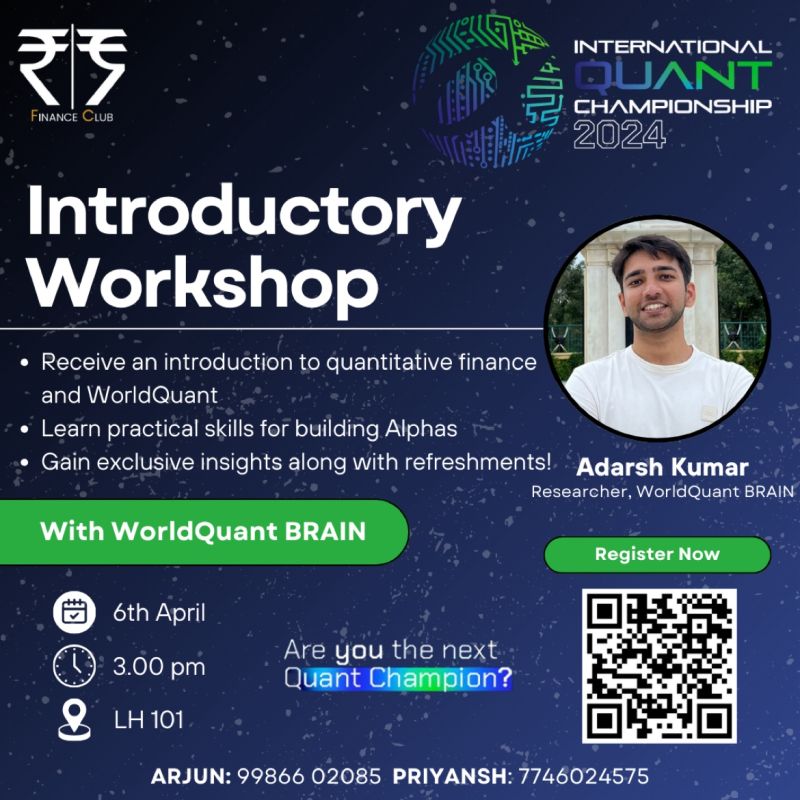 FINANCE CLUB
INTERNATIONAL
QUANT
CHAMPIONSHIP
2024
Introductory
Workshop
• Receive an introduction to quantitative finance
and WorldQuant
• Learn practical skills for building Alphas
• Gain exclusive insights along with refreshments!
Adarsh Kumar
Researcher, WorldQuant BRAIN
With WorldQuant BRAIN
Register Now
6th April
3.00 pm
LH 101
Are you the next
Quant Champion?
ARJUN: 99866 02085 PRIYANSH: 7746024575